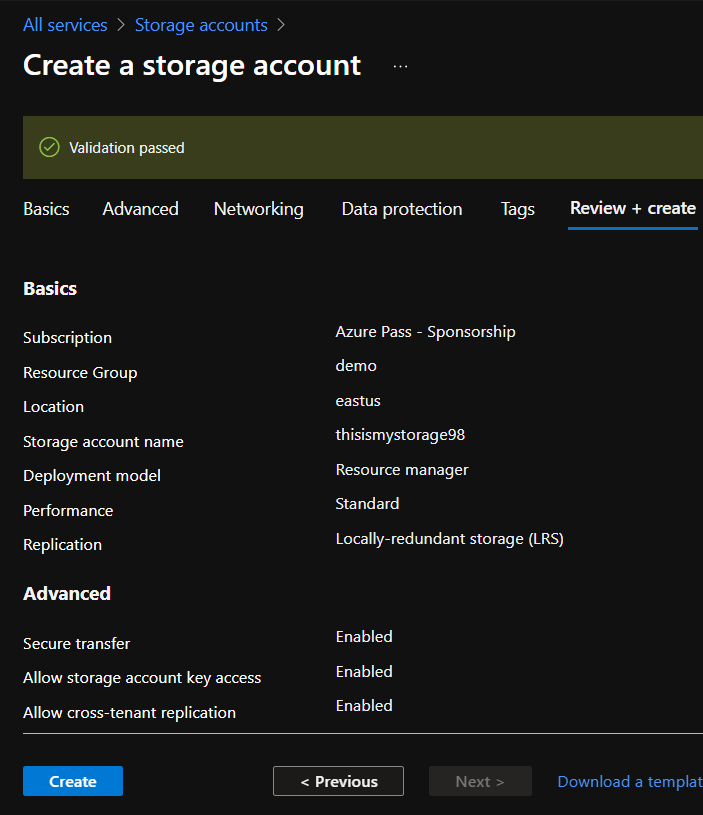 All services > Storage accounts >
Create a storage account ...
Validation passed
Basics Advanced Networking Data protection Tags Review + create
Basics
Subscription Azure Pass - Sponsorship
Resource Group demo
Location eastus
Storage account name thisismystorage98
Deployment model Resource manager
Performance Standard
Replication Locally-redundant storage (LRS)
Advanced
Secure transfer Enabled
Allow storage account key access Enabled
Allow cross-tenant replication Enabled
Create < Previous Next > Download a templat